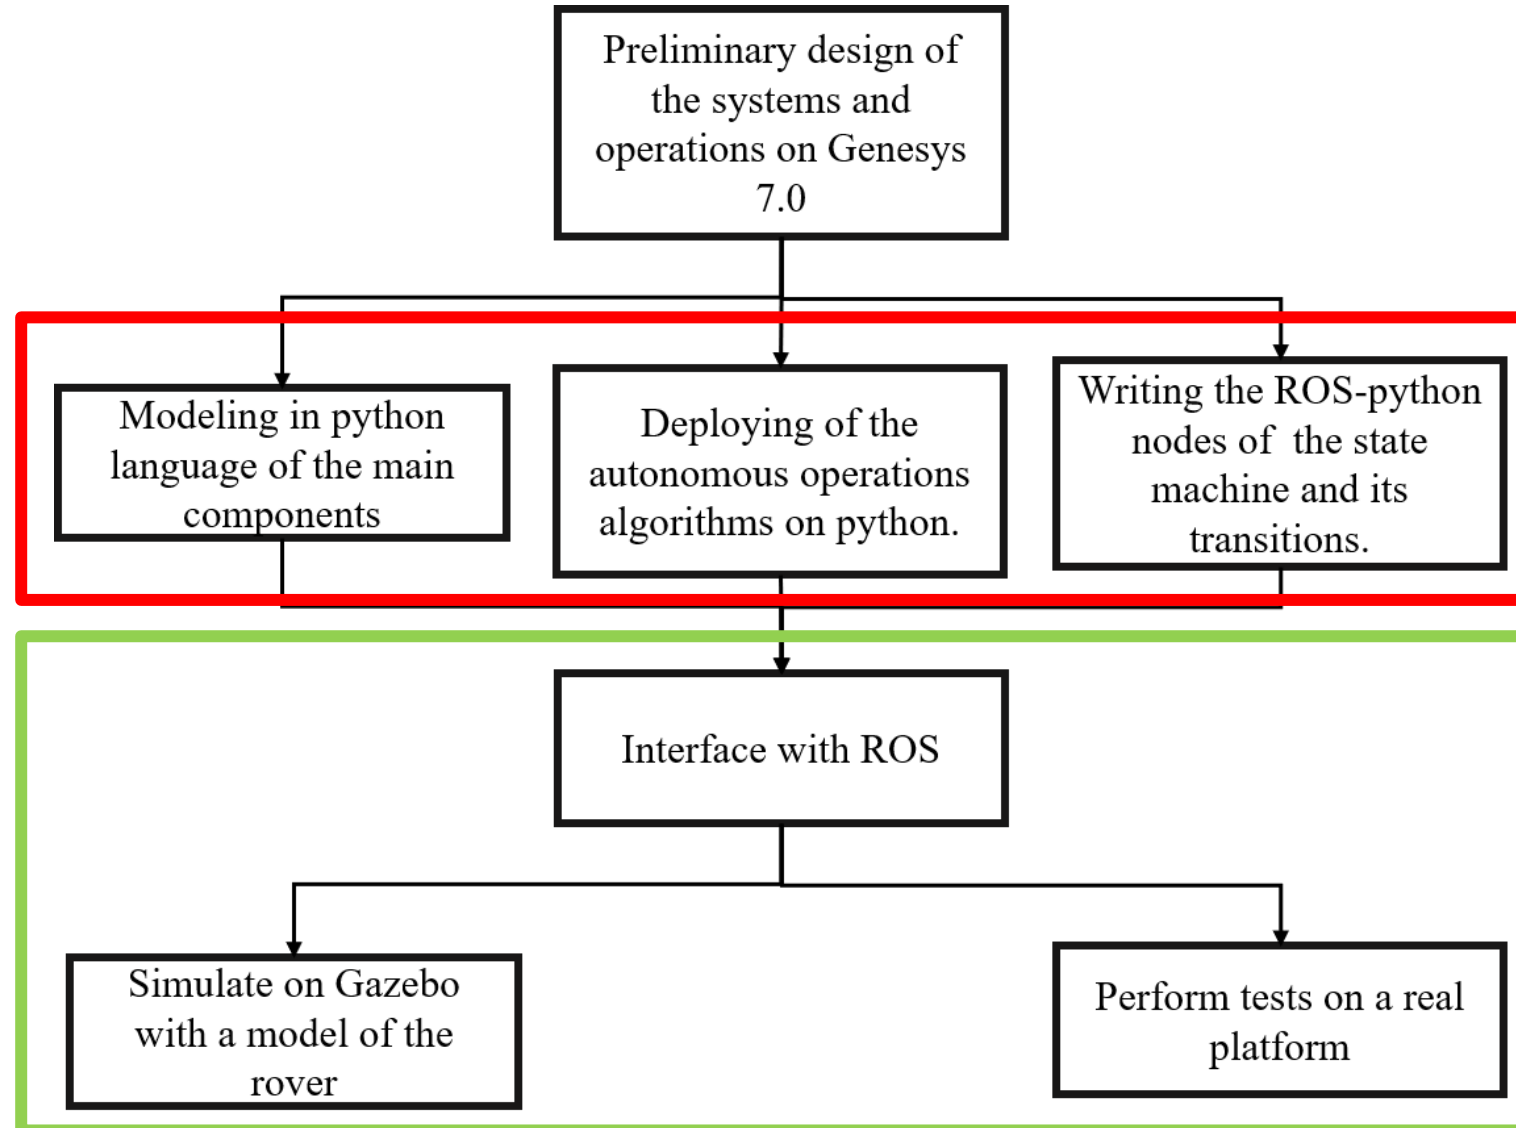 Preliminary design of
the systems and
operations on Genesys
7.0
Modeling in python
language of the main
components
Deploying of the
autonomous operations
algorithms on python.
Writing the ROS-python
nodes of  the state
machine and its
transitions.
Interface with ROS
Simulate on Gazebo
with a model of the
rover
Perform tests on a real
platform